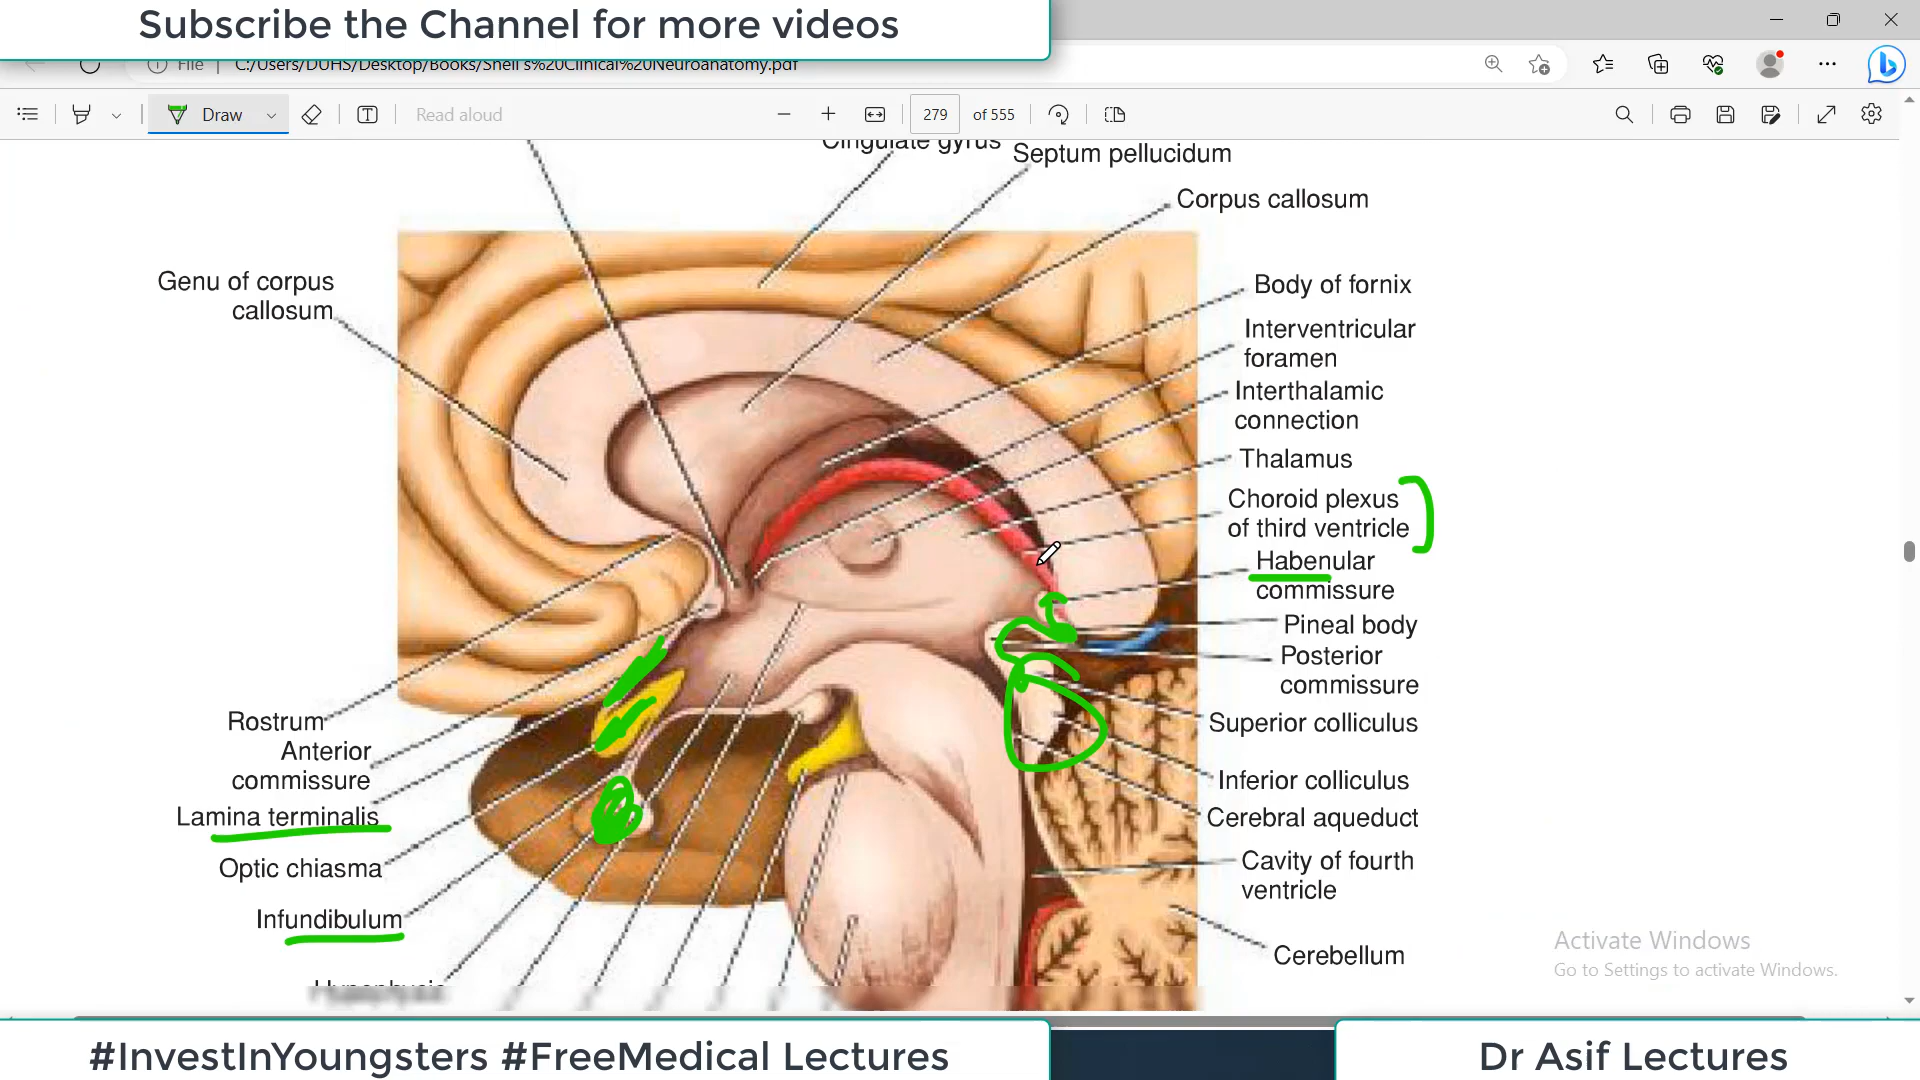 Subscribe the Channel for more videos
File
C:/Users/DUHS/Desktop/Books/Snell's%20Clinical%20Neuroanatomy.pdf
Draw
Read aloud
279 of 555
Cingulate gyrus
Septum pellucidum
Corpus callosum
Genu of corpus
callosum
Body of fornix
Interventricular
foramen
Interthalamic
connection
Thalamus
Choroid plexus
of third ventricle
Habenular
commissure
Pineal body
Posterior
commissure
Superior colliculus
Inferior colliculus
Cerebral aqueduct
Cavity of fourth
ventricle
Cerebellum
Rostrum
Anterior
commissure
Lamina terminalis
Optic chiasma
Infundibulum
Activate Windows
Go to Settings to activate Windows.
#InvestInYoungsters #FreeMedical Lectures
Dr Asif Lectures